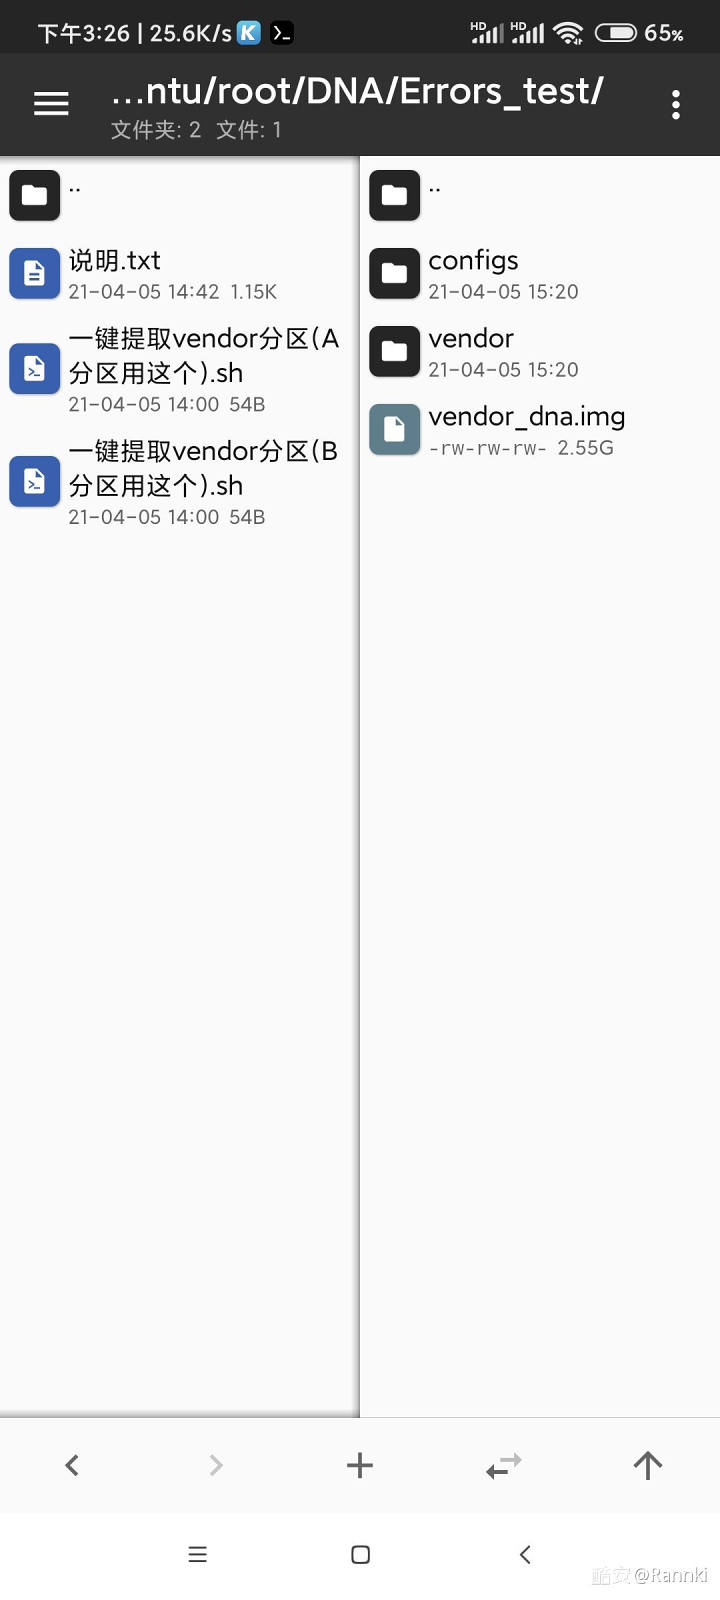 下午3:26 | 25.6K/s K >_ HD HD 65%
...ntu/root/DNA/Errors_test/
文件夹: 2 文件: 1
..
说明.txt
21-04-05 14:42 1.15K
一键提取vendor分区(A
分区用这个).sh
21-04-05 14:00 54B
一键提取vendor分区(B
分区用这个).sh
21-04-05 14:00 54B
..
configs
21-04-05 15:20
vendor
21-04-05 15:20
vendor_dna.img
-rw-rw-rw- 2.55G
酷安@Rannki